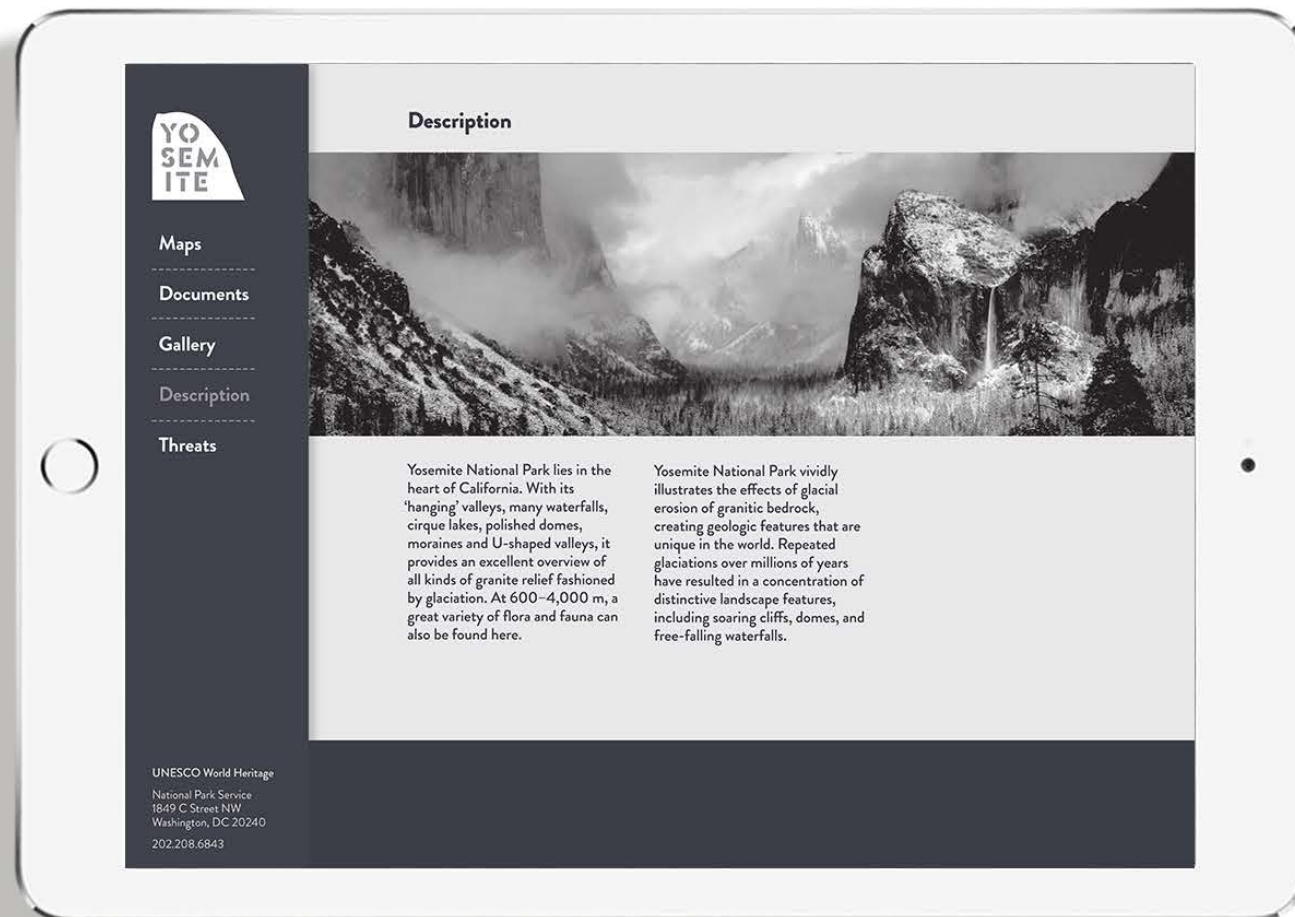 YO
SEM
ITE
Maps
Documents
Gallery
Description
Threats
UNESCO World Heritage
National Park Service
1849 C Street NW
Washington, DC 20240
202.208.6843
Description
Yosemite National Park lies in the
heart of California. With its
‘hanging’ valleys, many waterfalls,
cirque lakes, polished domes,
moraines and U-shaped valleys, it
provides an excellent overview of
all kinds of granite relief fashioned
by glaciation. At 600–4,000 m, a
great variety of flora and fauna can
also be found here.
Yosemite National Park vividly
illustrates the effects of glacial
erosion of granitic bedrock,
creating geologic features that are
unique in the world. Repeated
glaciations over millions of years
have resulted in a concentration of
distinctive landscape features,
including soaring cliffs, domes, and
free-falling waterfalls.